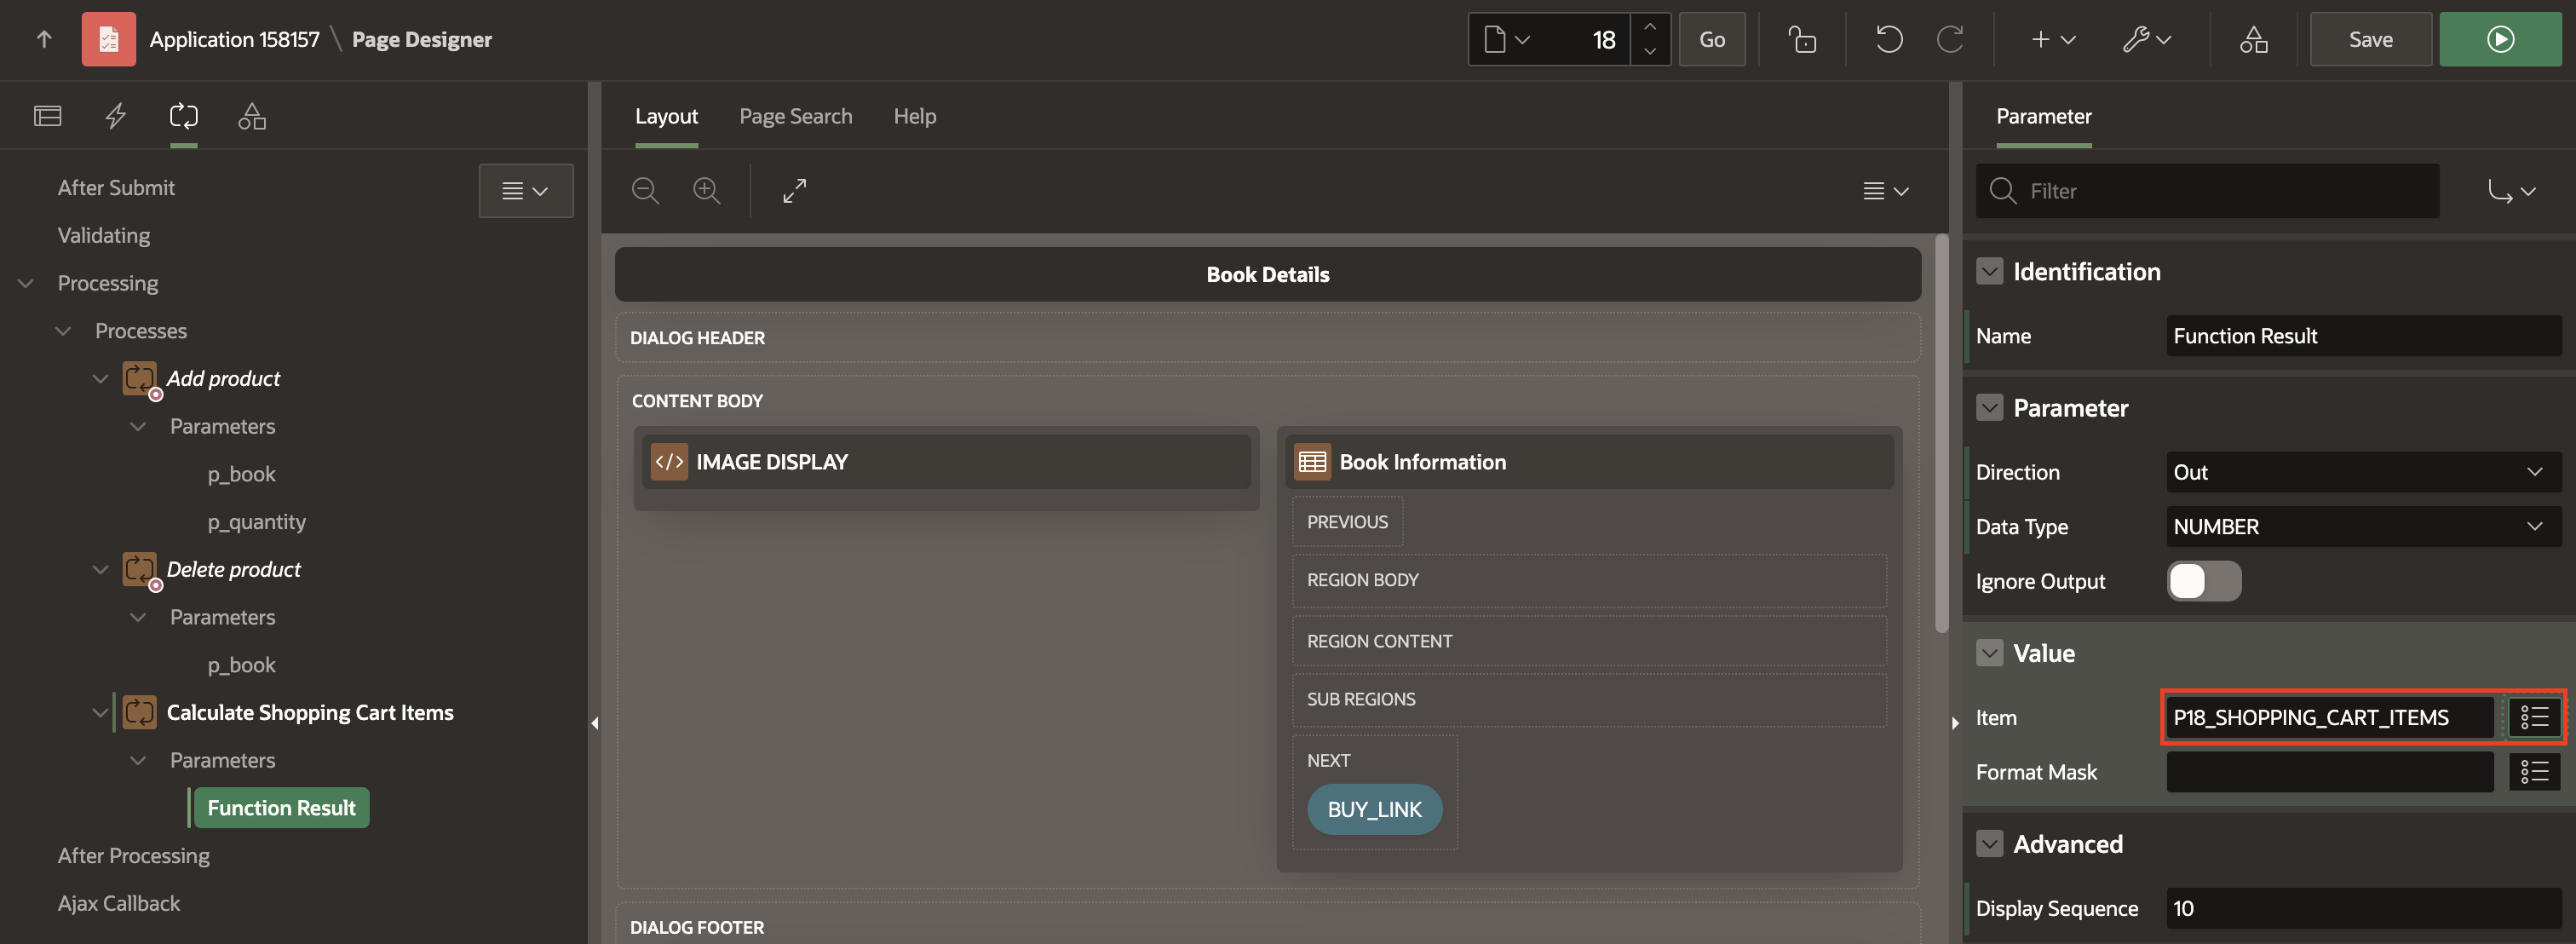 Application 158157 \ Page Designer
18
Go
Save
After Submit
Validating
Processing
Processes
Add product
Parameters
p_book
p_quantity
Delete product
Parameters
p_book
Calculate Shopping Cart Items
Parameters
Function Result
After Processing
Ajax Callback
Layout
Page Search
Help
Book Details
DIALOG HEADER
CONTENT BODY
IMAGE DISPLAY
Book Information
PREVIOUS
REGION BODY
REGION CONTENT
SUB REGIONS
NEXT
BUY_LINK
DIALOG FOOTER
Parameter
Filter
Identification
Name
Function Result
Parameter
Direction
Out
Data Type
NUMBER
Ignore Output
Value
Item
P18_SHOPPING_CART_ITEMS
Format Mask
Advanced
Display Sequence
10